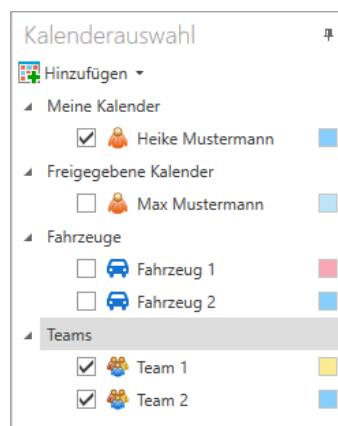 Kalenderauswahl
Hinzufügen
Meine Kalender
Heike Mustermann
Freigegebene Kalender
Max Mustermann
Fahrzeuge
Fahrzeug 1
Fahrzeug 2
Teams
Team 1
Team 2